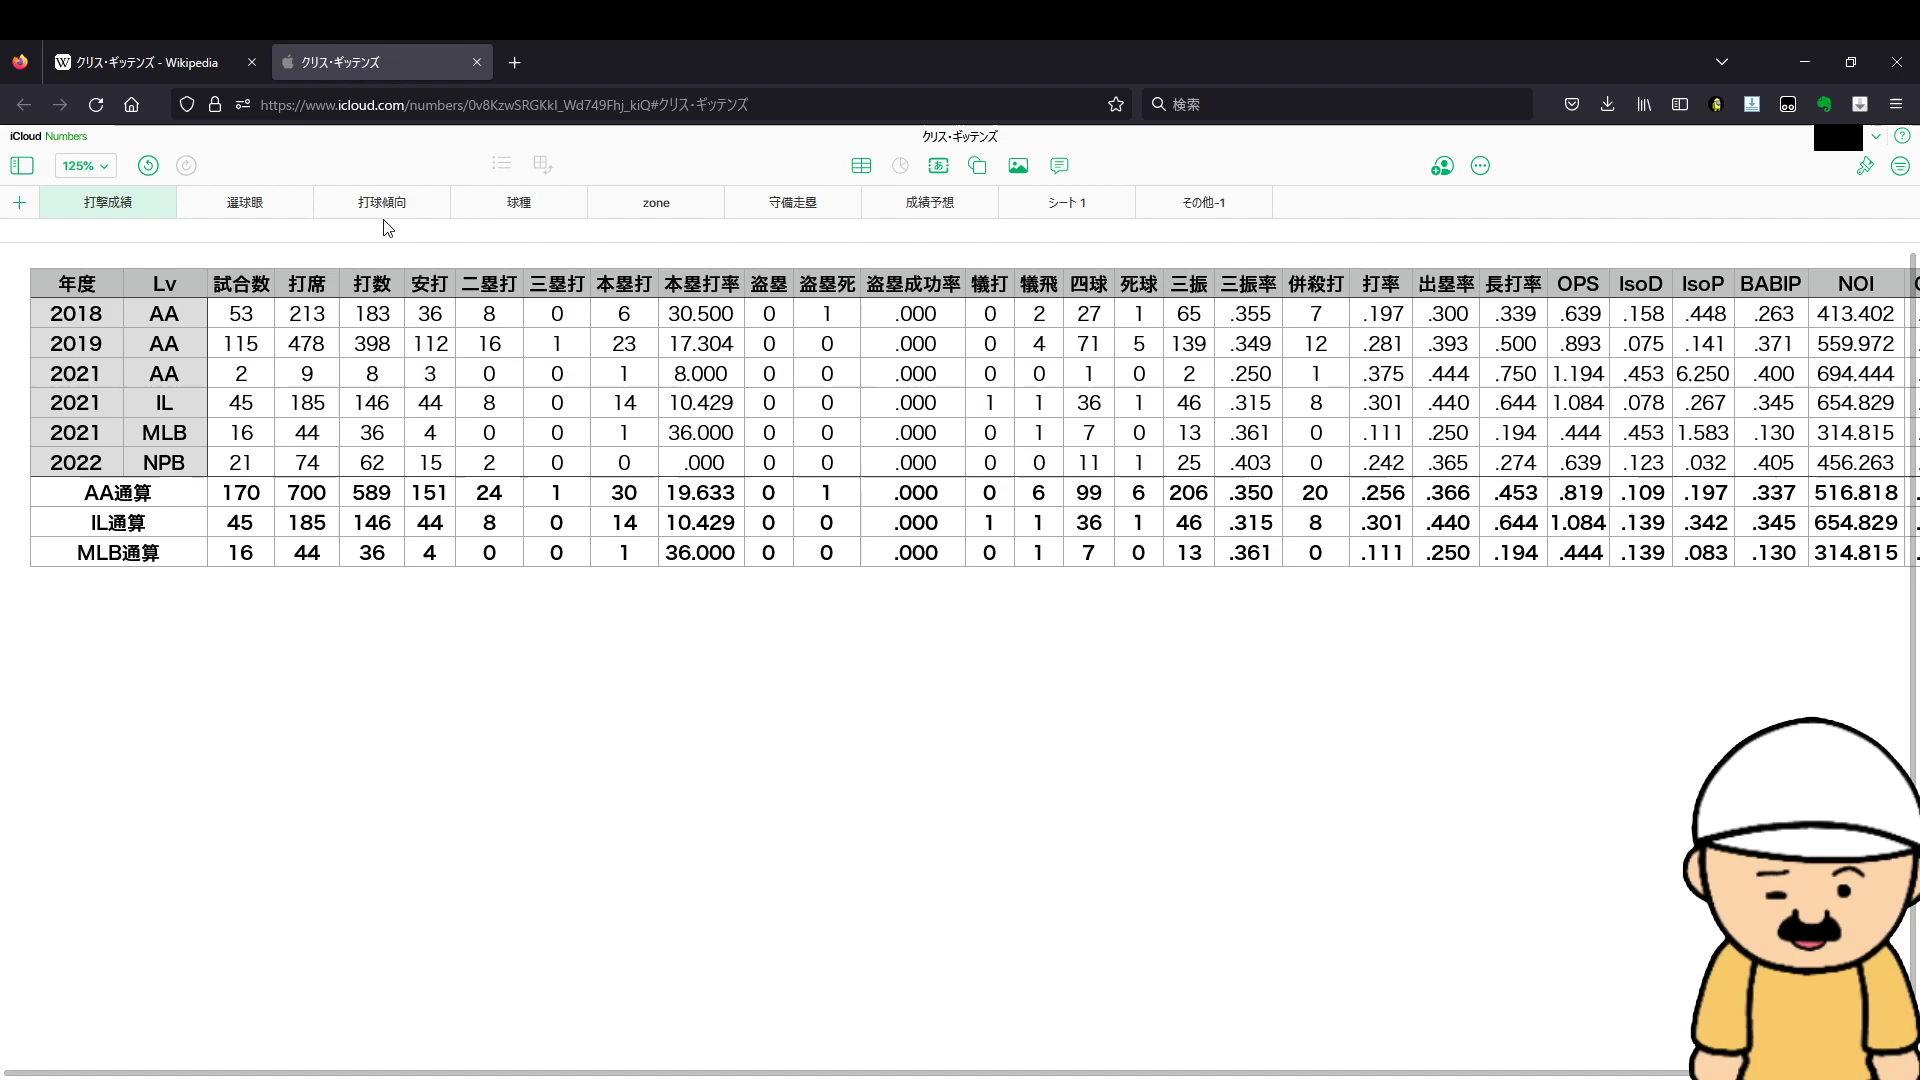 クリス・ギッテンズ - Wikipedia クリス・ギッテンズ
https://www.icloud.com/numbers/0v8KzwSRGKkI_Wd749Fhj_kiQ#クリス・ギッテンズ 検索
iCloud Numbers クリス・ギッテンズ
125%
打撃成績 選球眼 打球傾向 球種 zone 守備走塁 成績予想 シート 1 その他-1
年度 Lv 試合数 打席 打数 安打 二塁打 三塁打 本塁打 本塁打率 盗塁 盗塁死 盗塁成功率 犠打 犠飛 四球 死球 三振 三振率 併殺打 打率 出塁率 長打率 OPS IsoD IsoP BABIP NOI
2018 AA 53 213 183 36 8 0 6 30.500 0 1 .000 0 2 27 1 65 .355 7 .197 .300 .339 .639 .158 .448 .263 413.402
2019 AA 115 478 398 112 16 1 23 17.304 0 0 .000 0 4 71 5 139 .349 12 .281 .393 .500 .893 .075 .141 .371 559.972
2021 AA 2 9 8 3 0 0 1 8.000 0 0 .000 0 0 1 0 2 .250 1 .375 .444 .750 1.194 .453 6.250 .400 694.444
2021 IL 45 185 146 44 8 0 14 10.429 0 0 .000 1 1 36 1 46 .315 8 .301 .440 .644 1.084 .078 .267 .345 654.829
2021 MLB 16 44 36 4 0 0 1 36.000 0 0 .000 0 1 7 0 13 .361 0 .111 .250 .194 .444 .453 1.583 .130 314.815
2022 NPB 21 74 62 15 2 0 0 .000 0 0 .000 0 0 11 1 25 .403 0 .242 .365 .274 .639 .123 .032 .405 456.263
AA通算 170 700 589 151 24 1 30 19.633 0 1 .000 0 6 99 6 206 .350 20 .256 .366 .453 .819 .109 .197 .337 516.818
IL通算 45 185 146 44 8 0 14 10.429 0 0 .000 1 1 36 1 46 .315 8 .301 .440 .644 1.084 .139 .342 .345 654.829
MLB通算 16 44 36 4 0 0 1 36.000 0 0 .000 0 1 7 0 13 .361 0 .111 .250 .194 .444 .139 .083 .130 314.815